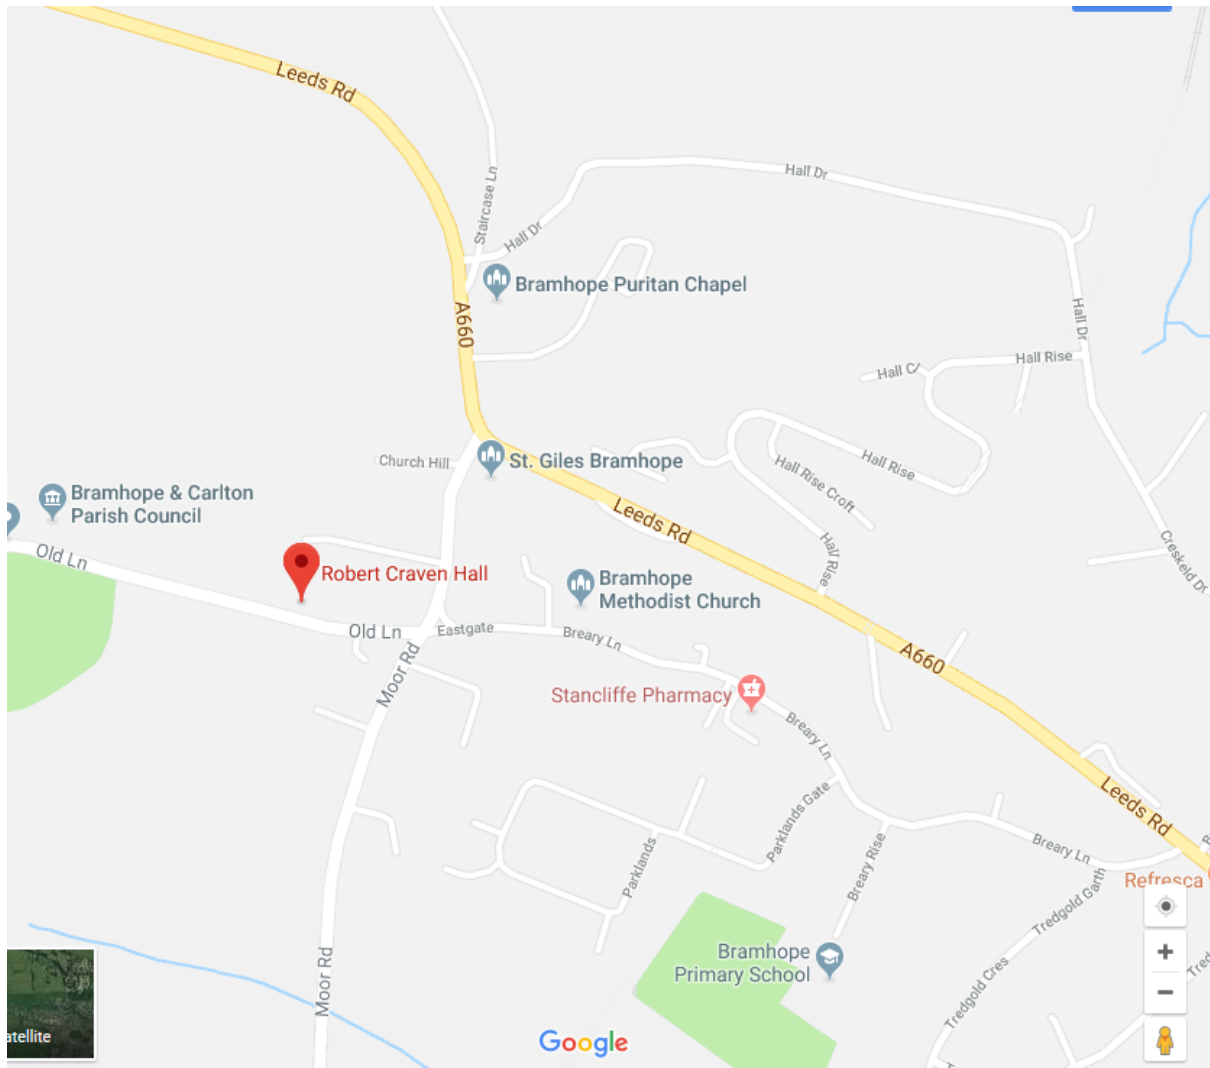 Leeds Rd
Hall Dr
Staircase Ln
Hall Dr
Bramhope Puritan Chapel
A660
Hall Dr
Hall Rise
Church Hill
St. Giles Bramhope
Hall Rise
Hall Rise Croft
Bramhope & Carlton
Parish Council
Leeds Rd
Old Ln
Hall Rise
Creskeld
Robert Craven Hall
Bramhope
Methodist Church
Old Ln
Eastgate
Breary Ln
A660
Moor Rd
Stancliffe Pharmacy
Breary Ln
Parklands Gate
Leeds Rd
Breary Ln
Parklands
Breary Rise
Refresca
Tredgold Garth
Bramhope
Primary School
Moor Rd
Tredgold Cres
atellite
Google